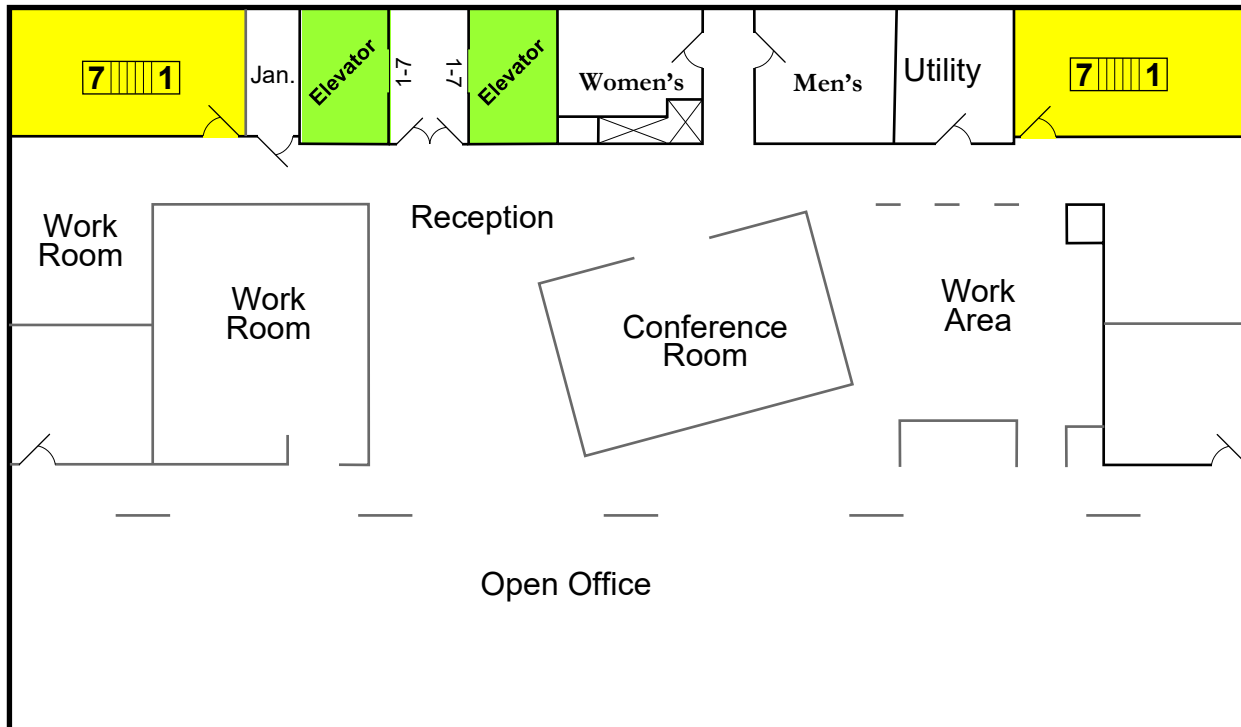 7 1
Jan.
Elevator
1-7
1-7
Elevator
Women's
Men's
Utility
7 1
Work
Room
Reception
Work
Room
Conference
Room
Work
Area
Open Office